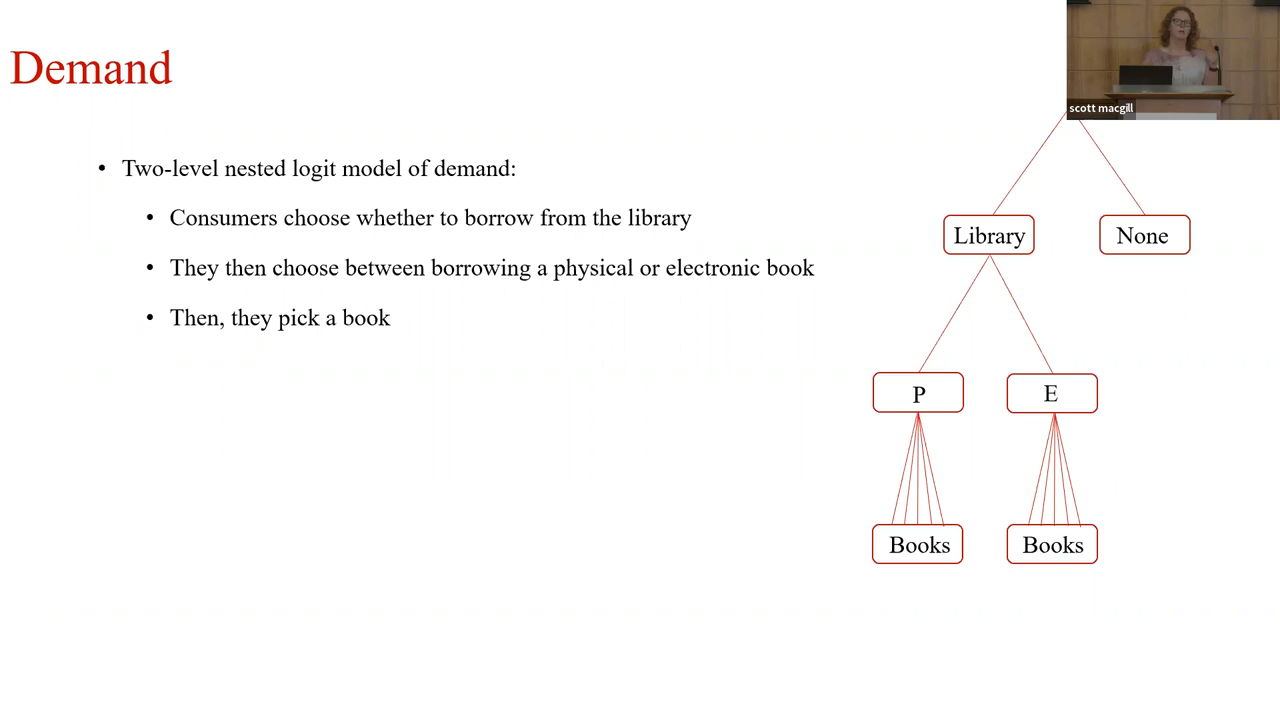 Demand
scott macgill
• Two-level nested logit model of demand:
• Consumers choose whether to borrow from the library
• They then choose between borrowing a physical or electronic book
• Then, they pick a book
Library
None
P
E
Books
Books